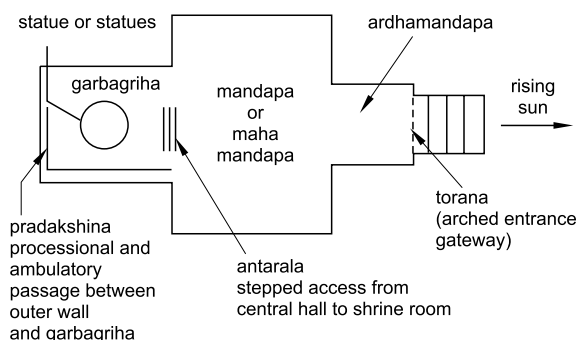 statue or statues
ardhamandapa
garbagriha
mandapa
or
maha
mandapa
rising
sun
torana
(arched entrance
gateway)
pradakshina
processional and
ambulatory
passage between
outer wall
and garbagriha
antarala
stepped access from
central hall to shrine room